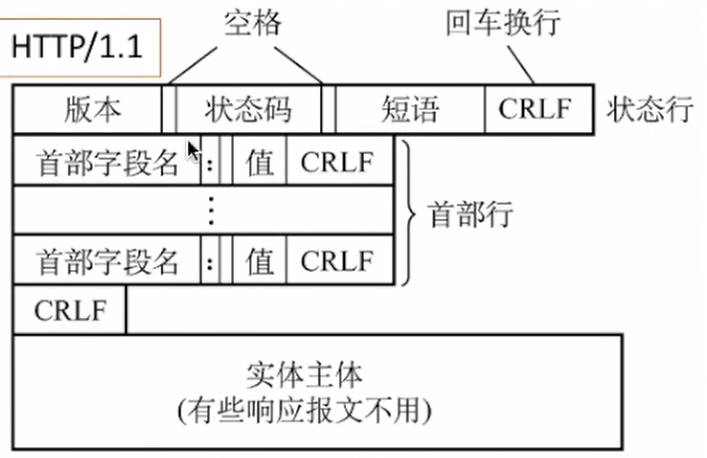 空格 回车换行
HTTP/1.1
版本 状态码 短语 CRLF 状态行
首部字段名 : 值 CRLF
⋮ 首部行
首部字段名 : 值 CRLF
CRLF
实体主体
(有些响应报文不用)